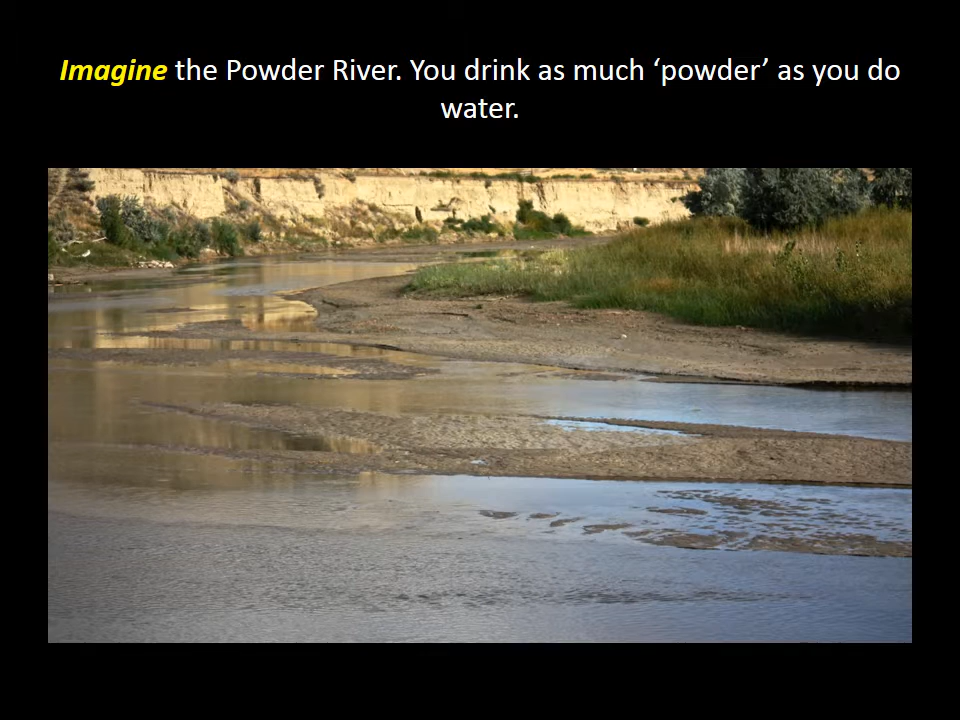 Imagine the Powder River. You drink as much ‘powder’ as you do
water.